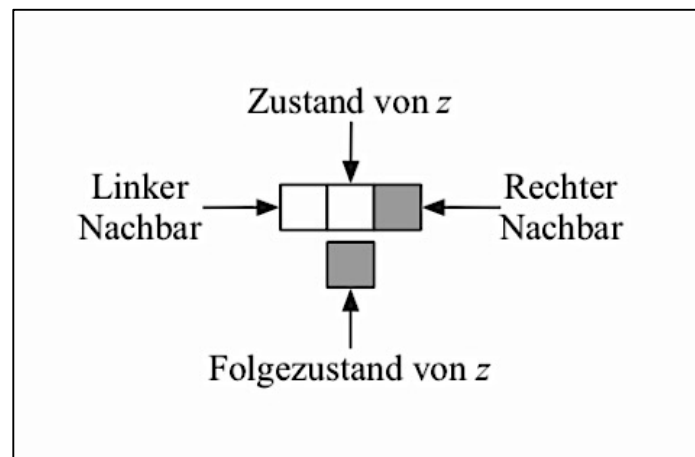 Zustand von z
Linker
Nachbar
Rechter
Nachbar
Folgezustand von z